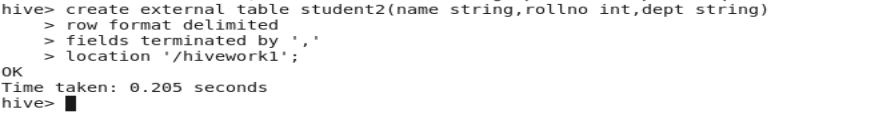 hive> create external table student2(name string,rollno int,dept string)
    > row format delimited
    > fields terminated by ','
    > location '/hivework1';
OK
Time taken: 0.205 seconds
hive>